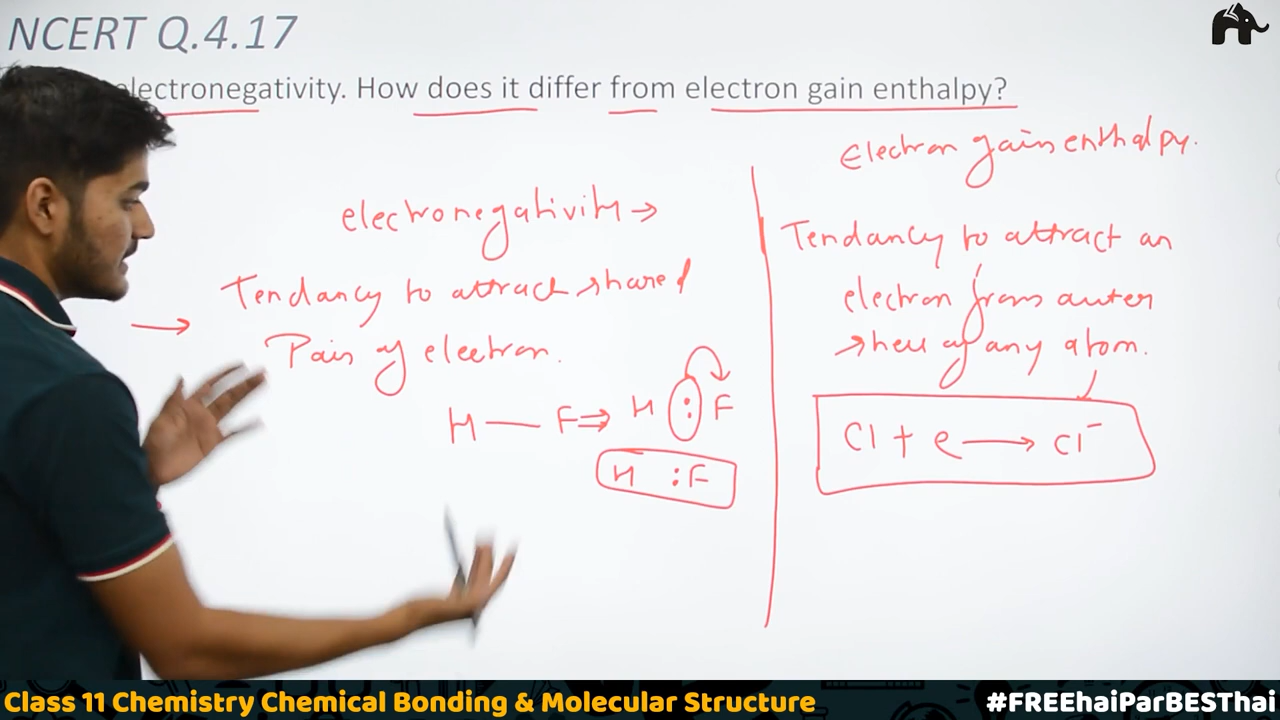 NCERT Q.4.17
lectronegativity. How does it differ from electron gain enthalpy?
electronegativity →
Tendancy to attract shared
→ Pair of electron.
H — F ⇒ H : F
H :F
Electron gain enthalpy.
Tendancy to attract an
electron from outer
shell of any atom.
Cl + e ⟶ Cl⁻
Class 11 Chemistry Chemical Bonding & Molecular Structure
#FREEhaiParBESThai